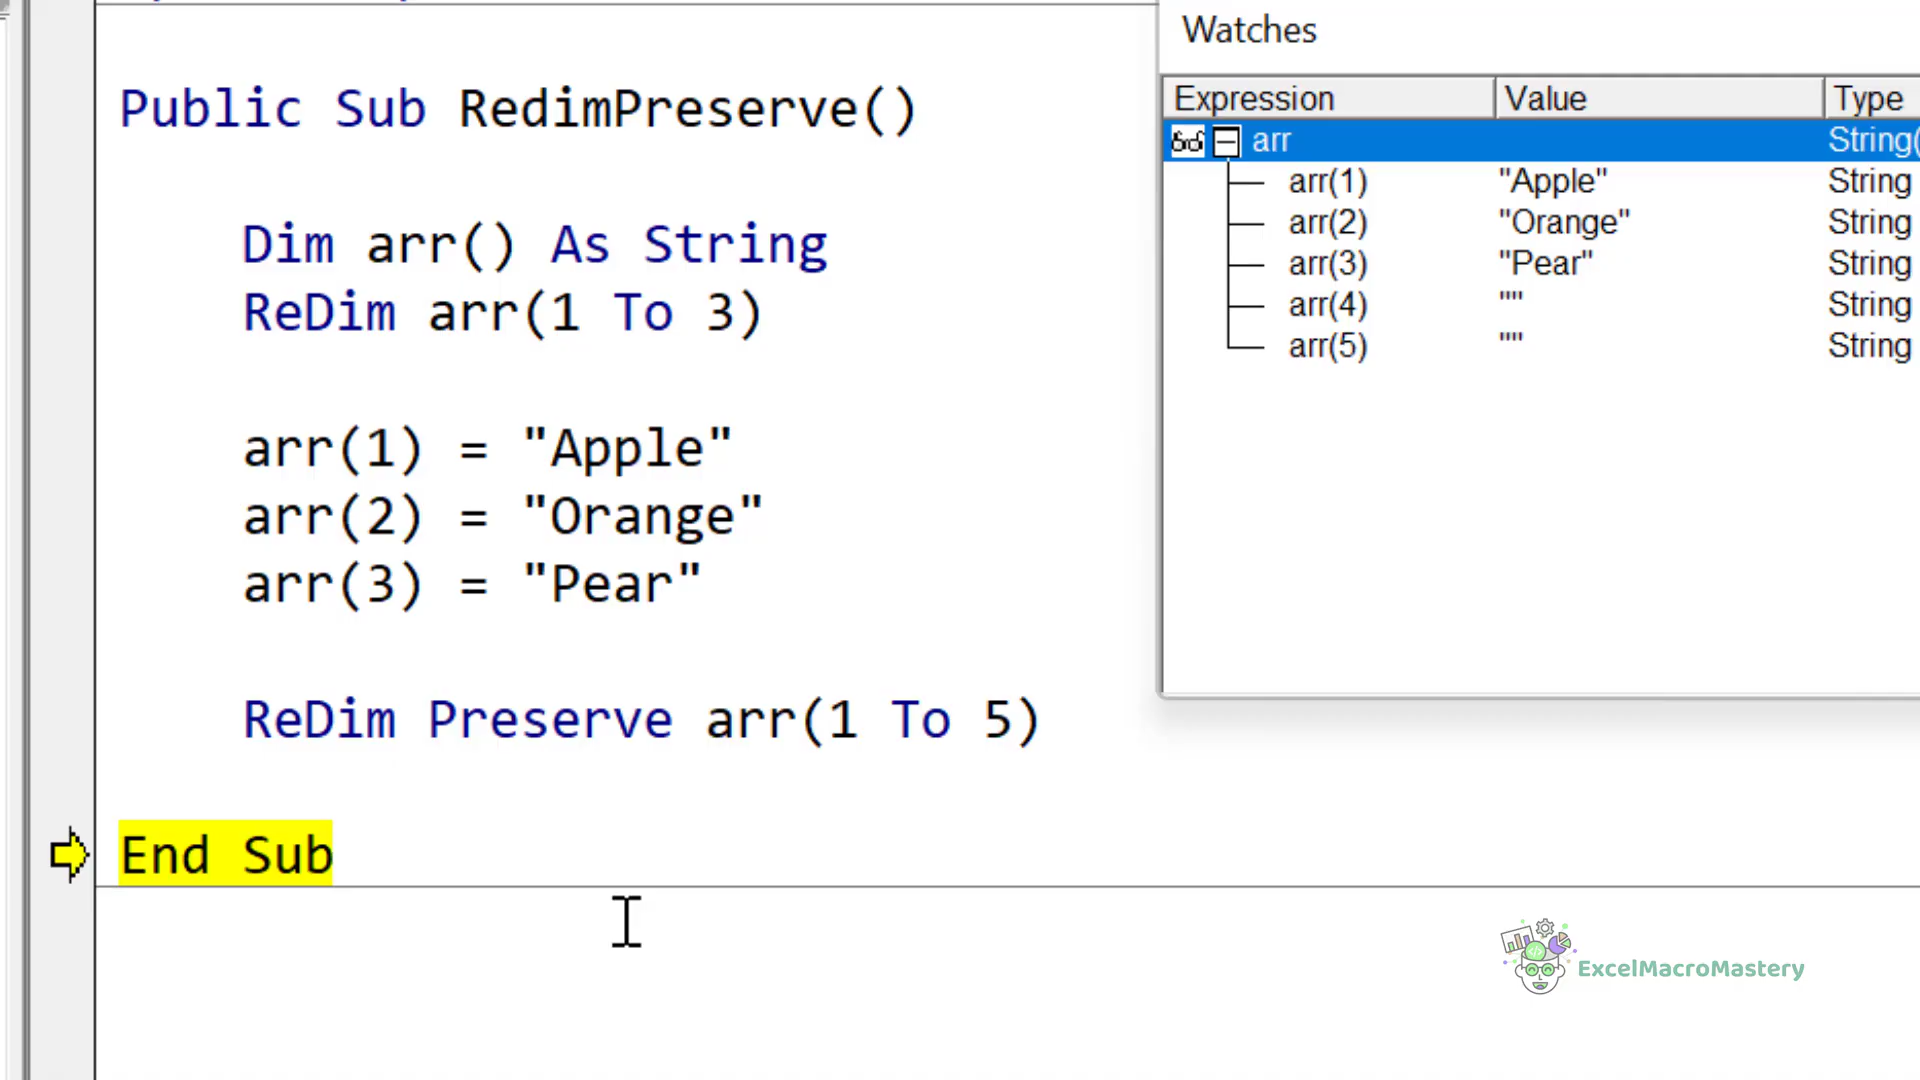 Public Sub RedimPreserve()
Dim arr() As String
ReDim arr(1 To 3)
arr(1) = "Apple"
arr(2) = "Orange"
arr(3) = "Pear"
ReDim Preserve arr(1 To 5)
End Sub
Watches
Expression Value Type
arr String(
arr(1) "Apple" String
arr(2) "Orange" String
arr(3) "Pear" String
arr(4) "" String
arr(5) "" String
ExcelMacroMastery